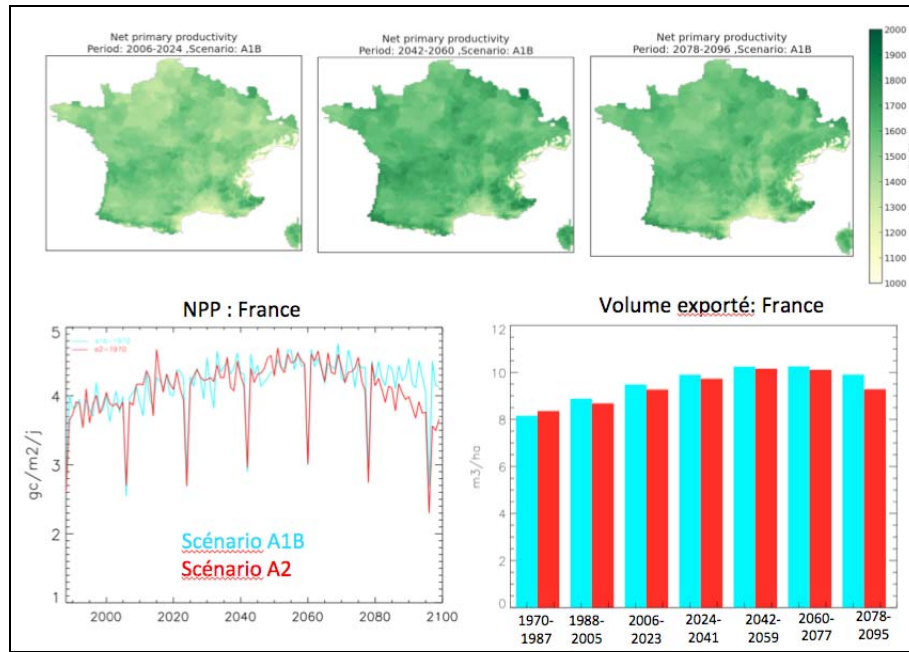 Net primary productivity
Period: 2006-2024 ,Scenario: A1B
Net primary productivity
Period: 2042-2060 ,Scenario: A1B
Net primary productivity
Period: 2078-2096 ,Scenario: A1B
2000
1900
1800
1700
1600
1500
1400
1300
1200
1100
1000
NPP : France
5
4
3
2
1
gc/m2/j
a2-1970
Scénario A1B
Scénario A2
2000 2020 2040 2060 2080 2100
Volume exporté: France
12
10
8
6
4
2
0
m3/ha
1970-1987
1988-2005
2006-2023
2024-2041
2042-2059
2060-2077
2078-2095